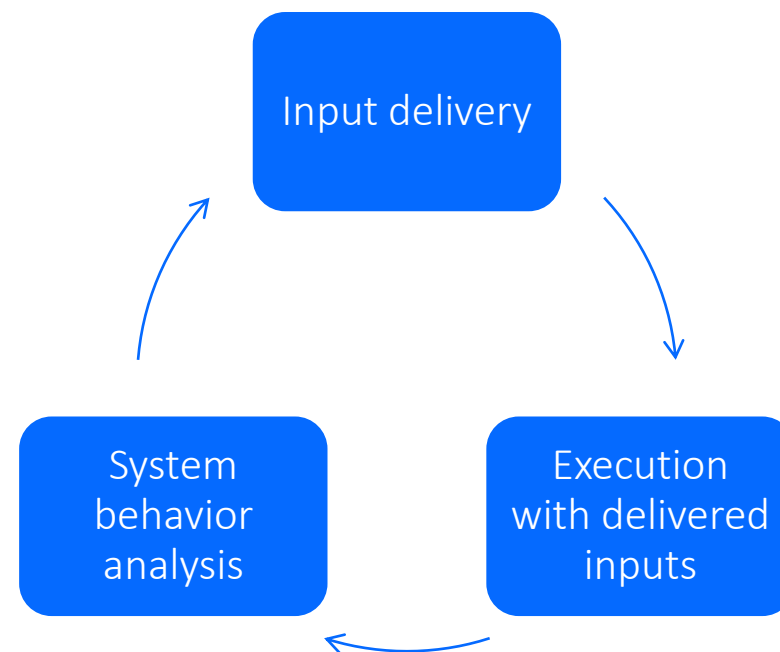 Input delivery
Execution
with delivered
inputs
System
behavior
analysis